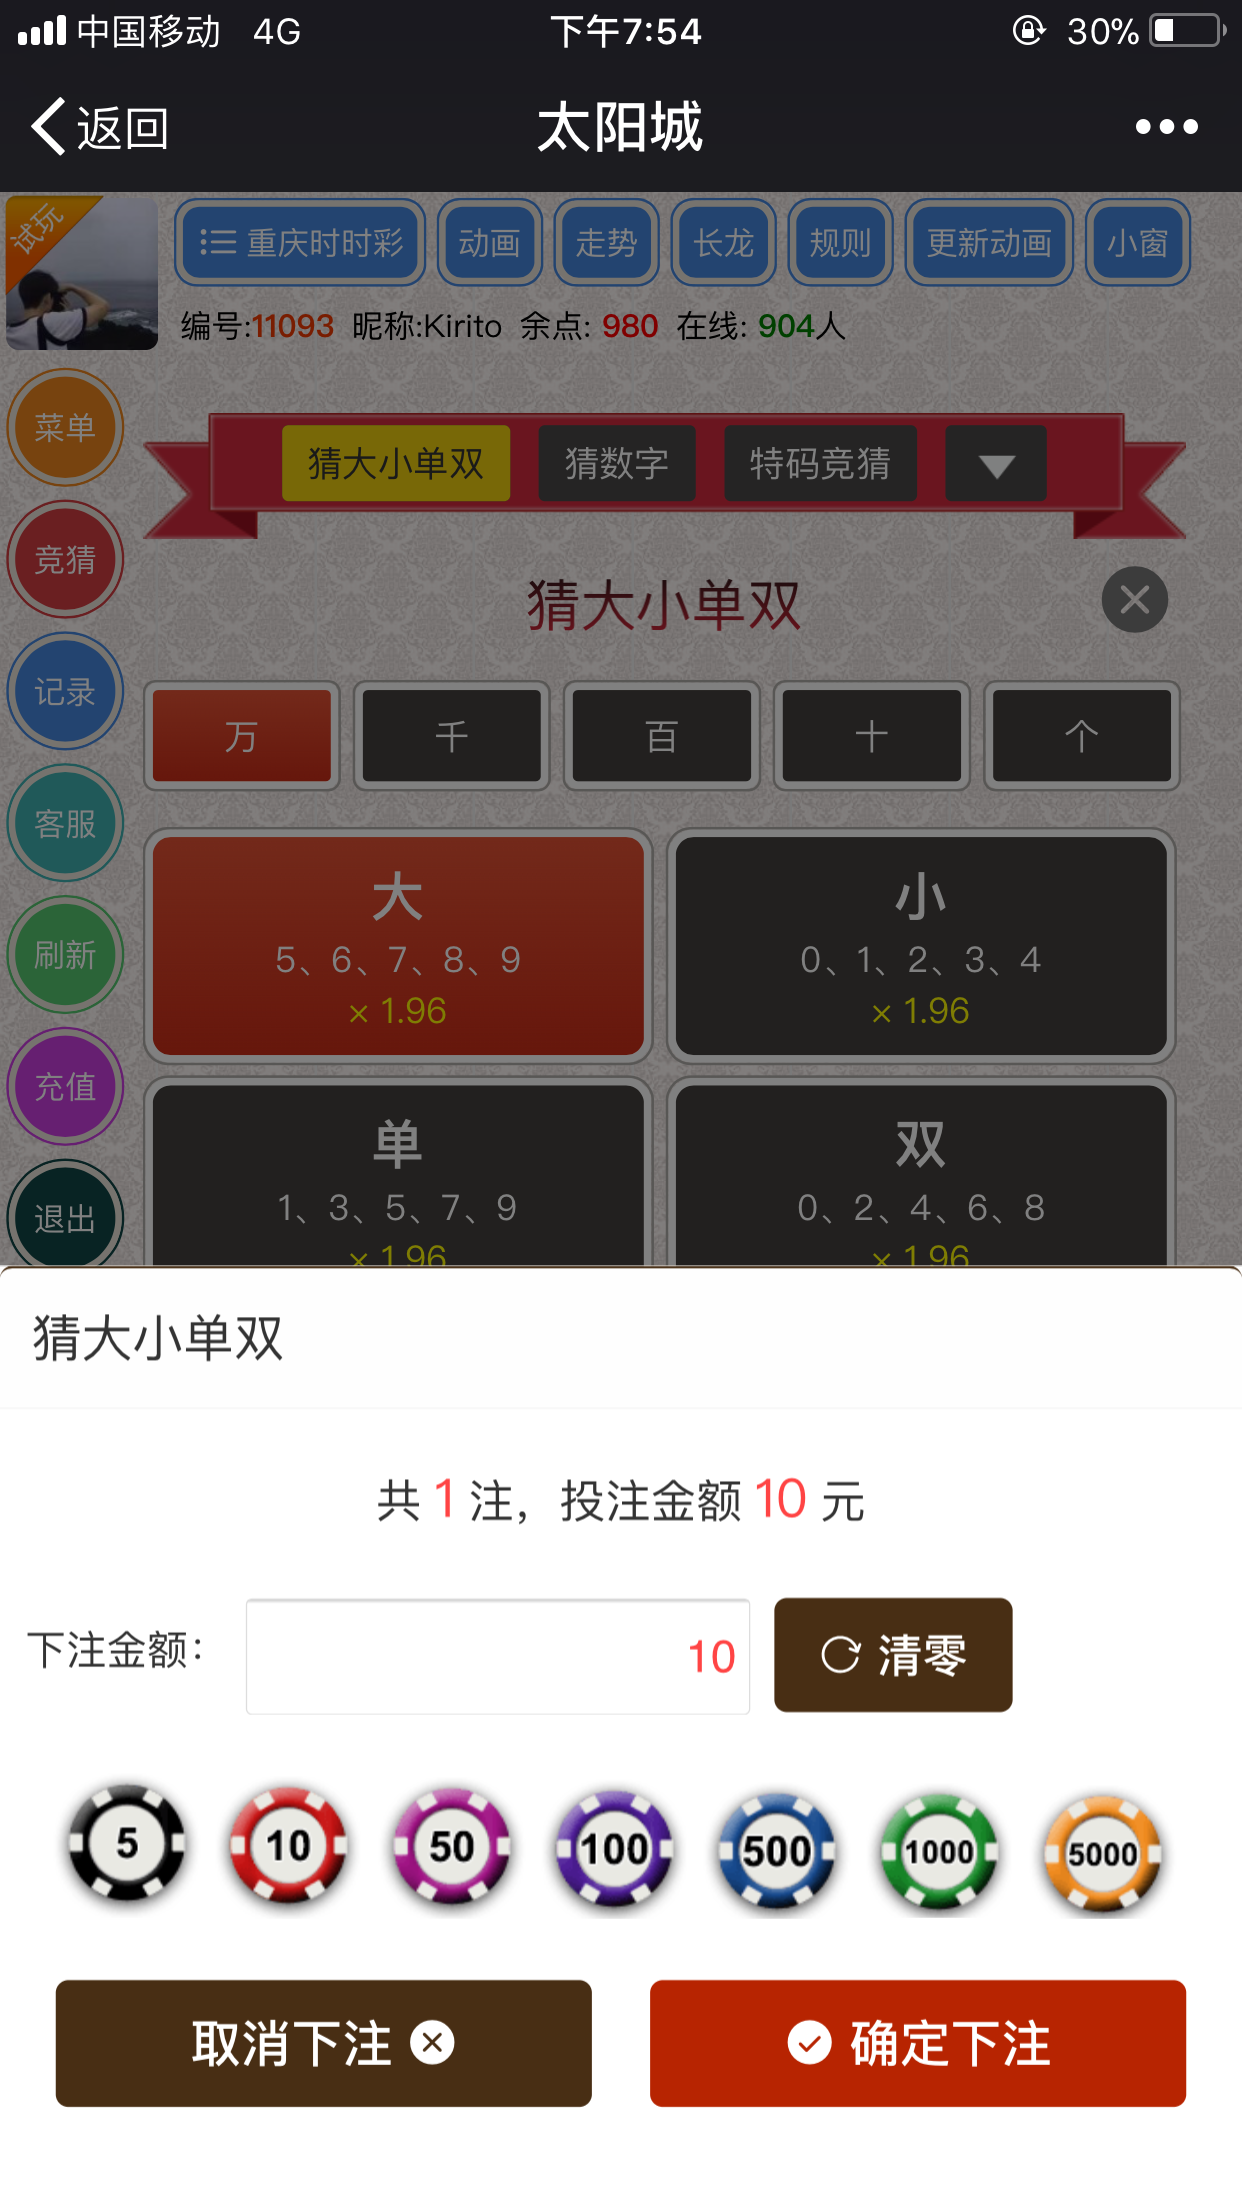 中国移动 4G 下午7:54 30%
返回 太阳城
试玩
重庆时时彩 动画 走势 长龙 规则 更新动画 小窗
编号:11093 昵称:Kirito 余点: 980 在线: 904人
菜单
竞猜
记录
客服
刷新
充值
退出
猜大小单双 猜数字 特码竞猜
猜大小单双
万 千 百 十 个
大 小
5、6、7、8、9 0、1、2、3、4
× 1.96 × 1.96
单 双
1、3、5、7、9 0、2、4、6、8
× 1.96 × 1.96
猜大小单双
共 1 注，投注金额 10 元
下注金额: 10 清零
5 10 50 100 500 1000 5000
取消下注 确定下注